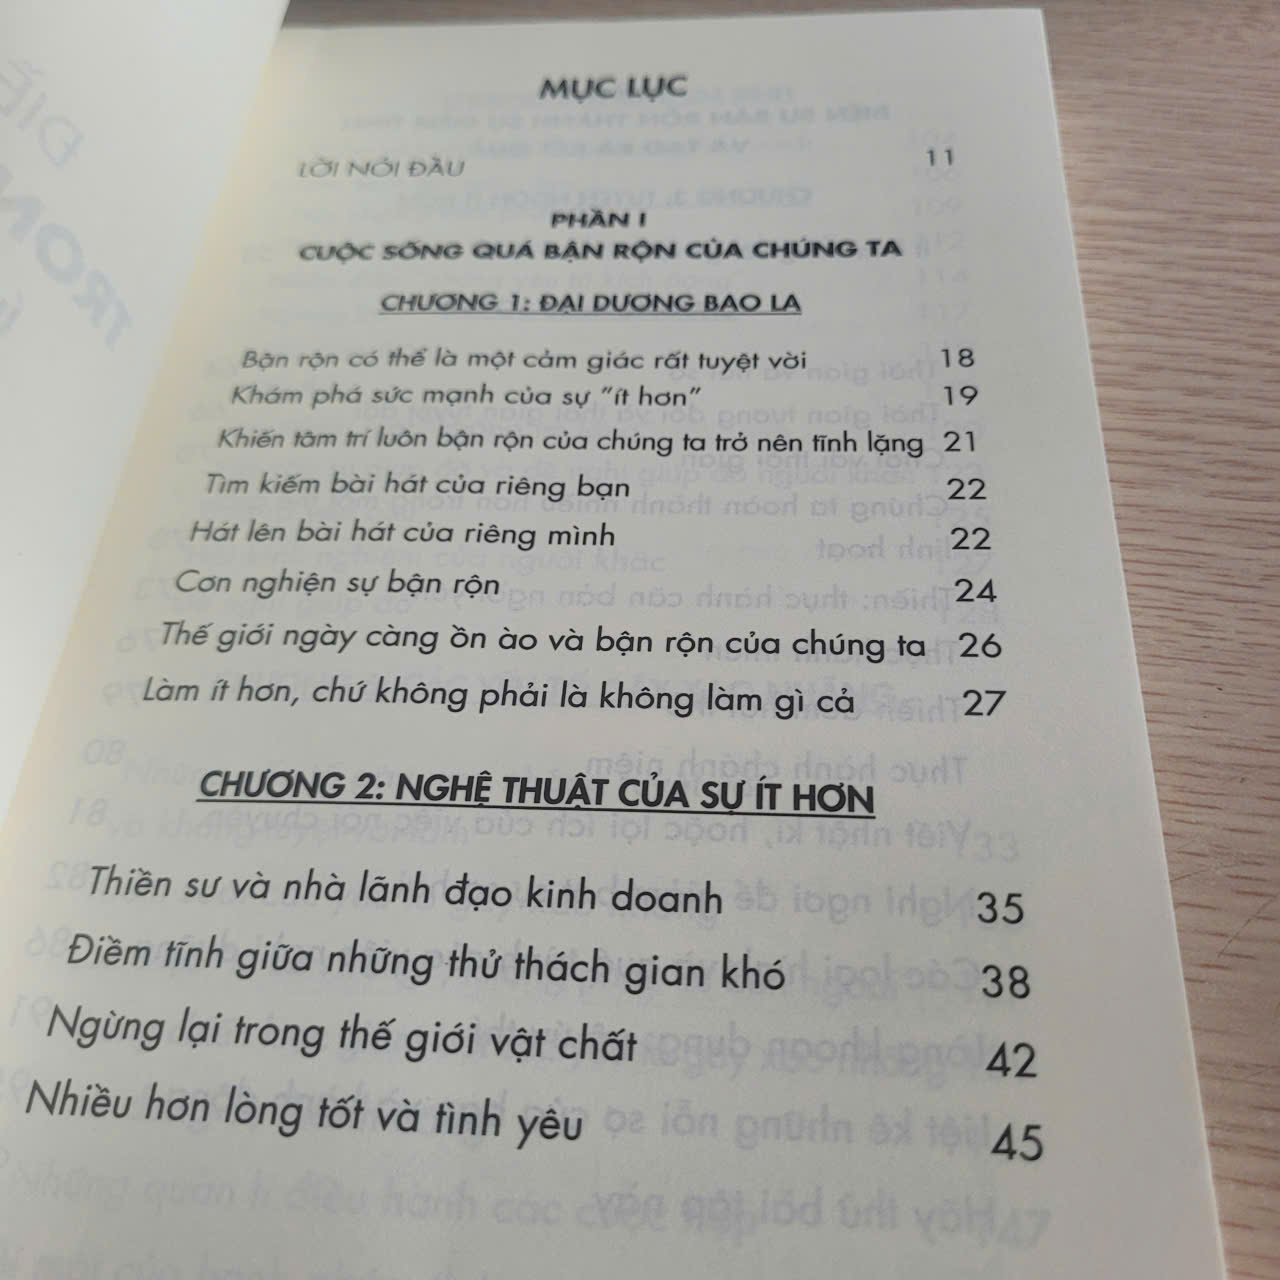 MỤC LỤC
LỜI NÓI ĐẦU 11
PHẦN I
CUỘC SỐNG QUÁ BẬN RỘN CỦA CHÚNG TA
CHƯƠNG 1: ĐẠI DƯƠNG BAO LA
Bận rộn có thể là một cảm giác rất tuyệt vời 18
Khám phá sức mạnh của sự "ít hơn" 19
Khiến tâm trí luôn bận rộn của chúng ta trở nên tĩnh lặng 21
Tìm kiếm bài hát của riêng bạn 22
Hát lên bài hát của riêng mình 22
Cơn nghiện sự bận rộn 24
Thế giới ngày càng ồn ào và bận rộn của chúng ta 26
Làm ít hơn, chứ không phải là không làm gì cả 27
CHƯƠNG 2: NGHỆ THUẬT CỦA SỰ ÍT HƠN
Thiền sư và nhà lãnh đạo kinh doanh 35
Điềm tĩnh giữa những thử thách gian khó 38
Ngừng lại trong thế giới vật chất 42
Nhiều hơn lòng tốt và tình yêu 45